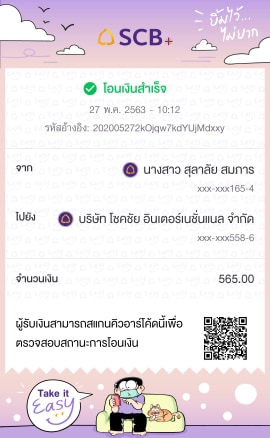 ยิ้มไว้...
ไม่ยาก
SCB+
โอนเงินสำเร็จ
27 พ.ค. 2563 - 10:12
รหัสอ้างอิง: 202005272kOjqw7kdYUjMdxxy
จาก
นางสาว สุลาลัย สมภาร
xxx-xxx165-4
ไปยัง
บริษัท โชคชัย อินเตอร์เนชั่นแนล จำกัด
xxx-xxx558-6
จำนวนเงิน 565.00
ผู้รับเงินสามารถสแกนคิวอาร์โค้ดนี้เพื่อ
ตรวจสอบสถานะการโอนเงิน
Take it
Easy